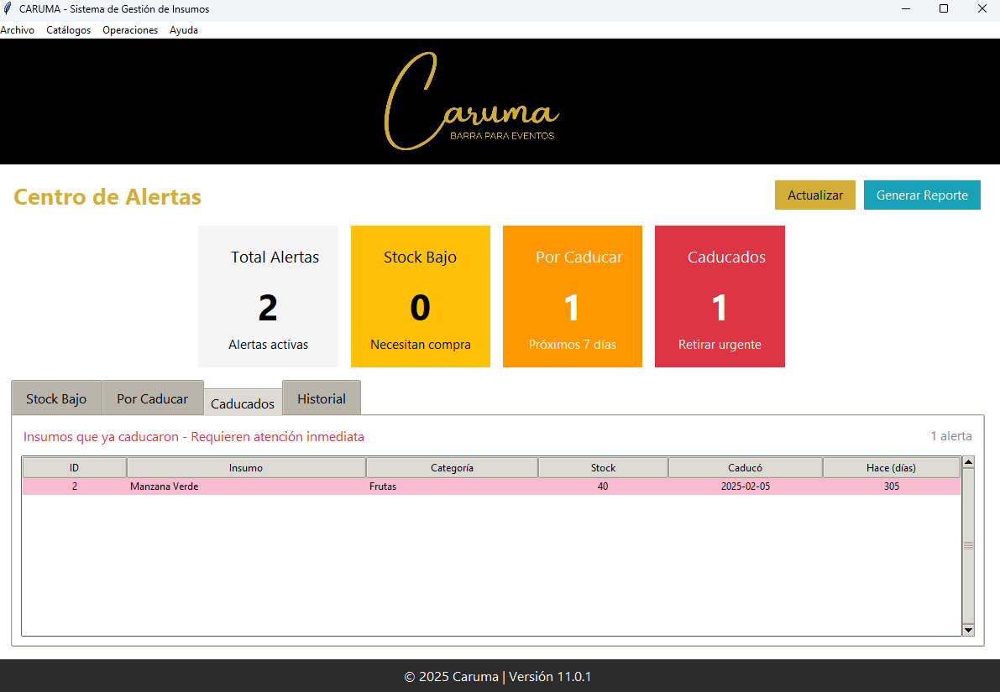 CARUMA - Sistema de Gestión de Insumos
Archivo Catálogos Operaciones Ayuda
Caruma
BARRA PARA EVENTOS
Centro de Alertas
Actualizar Generar Reporte
Total Alertas
2
Alertas activas
Stock Bajo
0
Necesitan compra
Por Caducar
1
Próximos 7 días
Caducados
1
Retirar urgente
Stock Bajo Por Caducar Caducados Historial
Insumos que ya caducaron - Requieren atención inmediata 1 alerta
ID Insumo Categoría Stock Caducó Hace (días)
2 Manzana Verde Frutas 40 2025-02-05 305
© 2025 Caruma | Versión 11.0.1